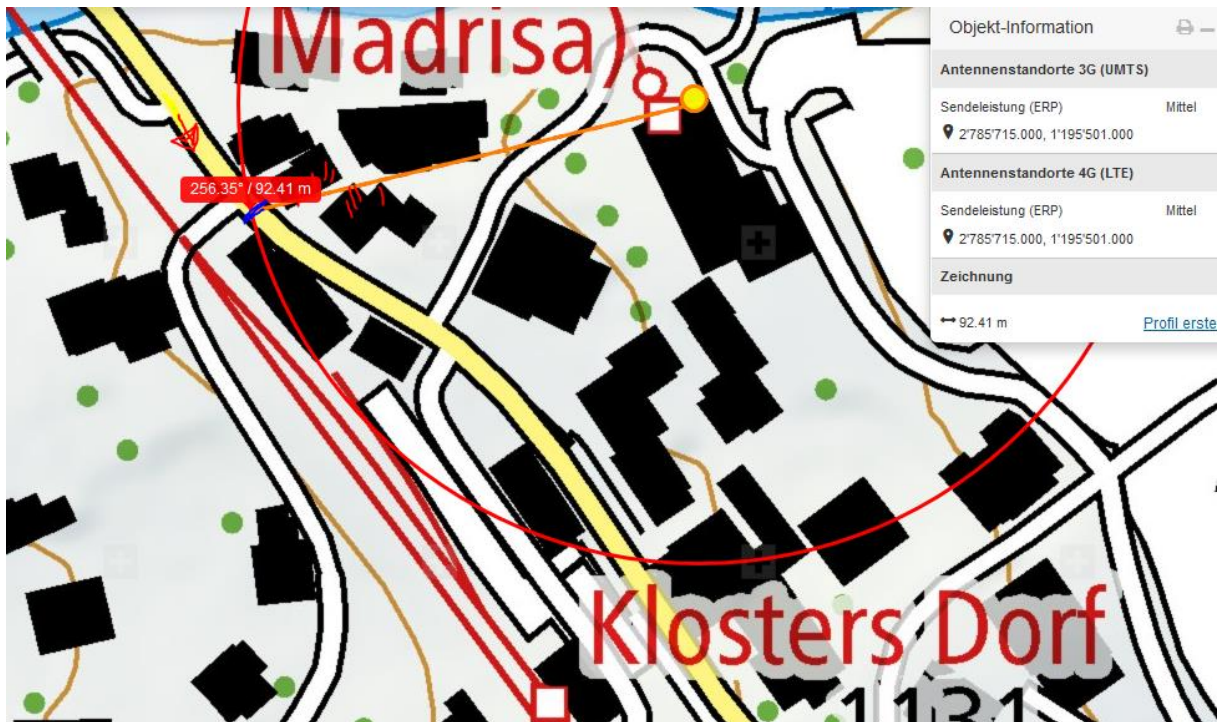 Madrisa)
256.35° / 92.41 m
Klosters Dorf
1131
Objekt-Information
Antennenstandorte 3G (UMTS)
Sendeleistung (ERP) Mittel
2'785'715.000, 1'195'501.000
Antennenstandorte 4G (LTE)
Sendeleistung (ERP) Mittel
2'785'715.000, 1'195'501.000
Zeichnung
92.41 m Profil erste